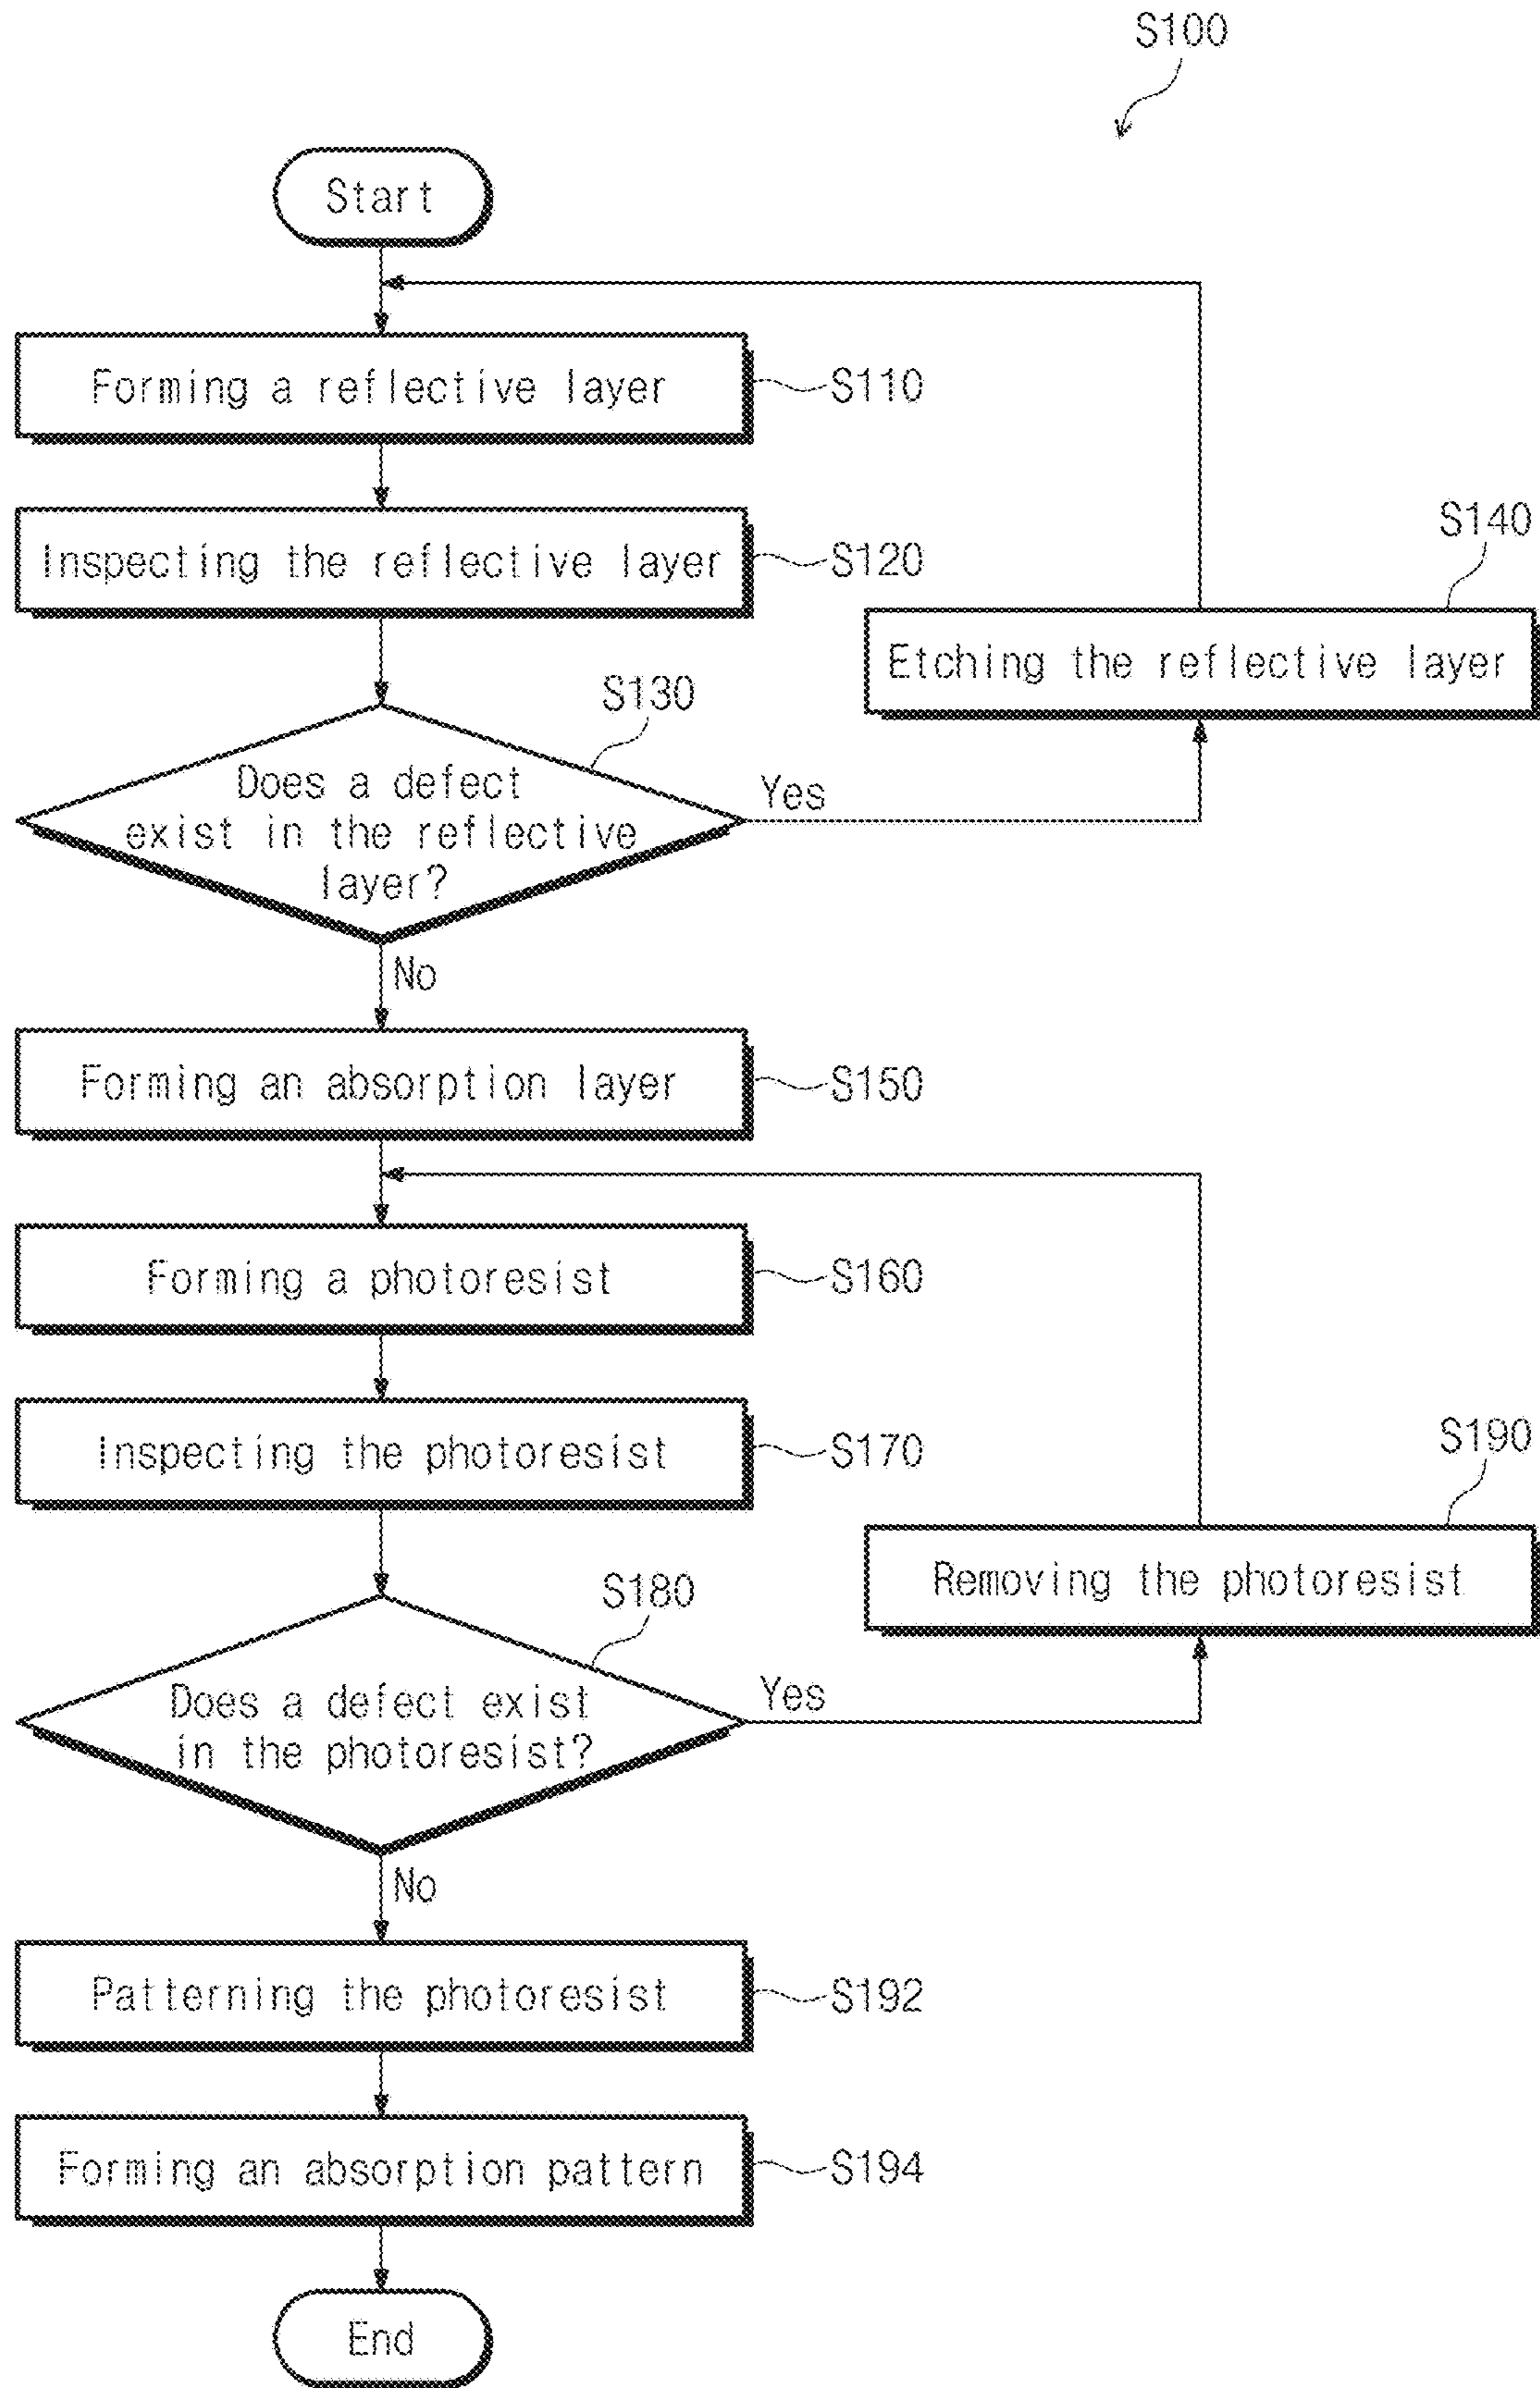 S100
Start
Forming a reflective layer
S110
Inspecting the reflective layer
S120
S140
Etching the reflective layer
S130
Does a defect
exist in the reflective
layer?
Yes
No
Forming an absorption layer
S150
Forming a photoresist
S160
Inspecting the photoresist
S170
S190
Removing the photoresist
S180
Does a defect exist
in the photoresist?
Yes
No
Patterning the photoresist
S192
Forming an absorption pattern
S194
End